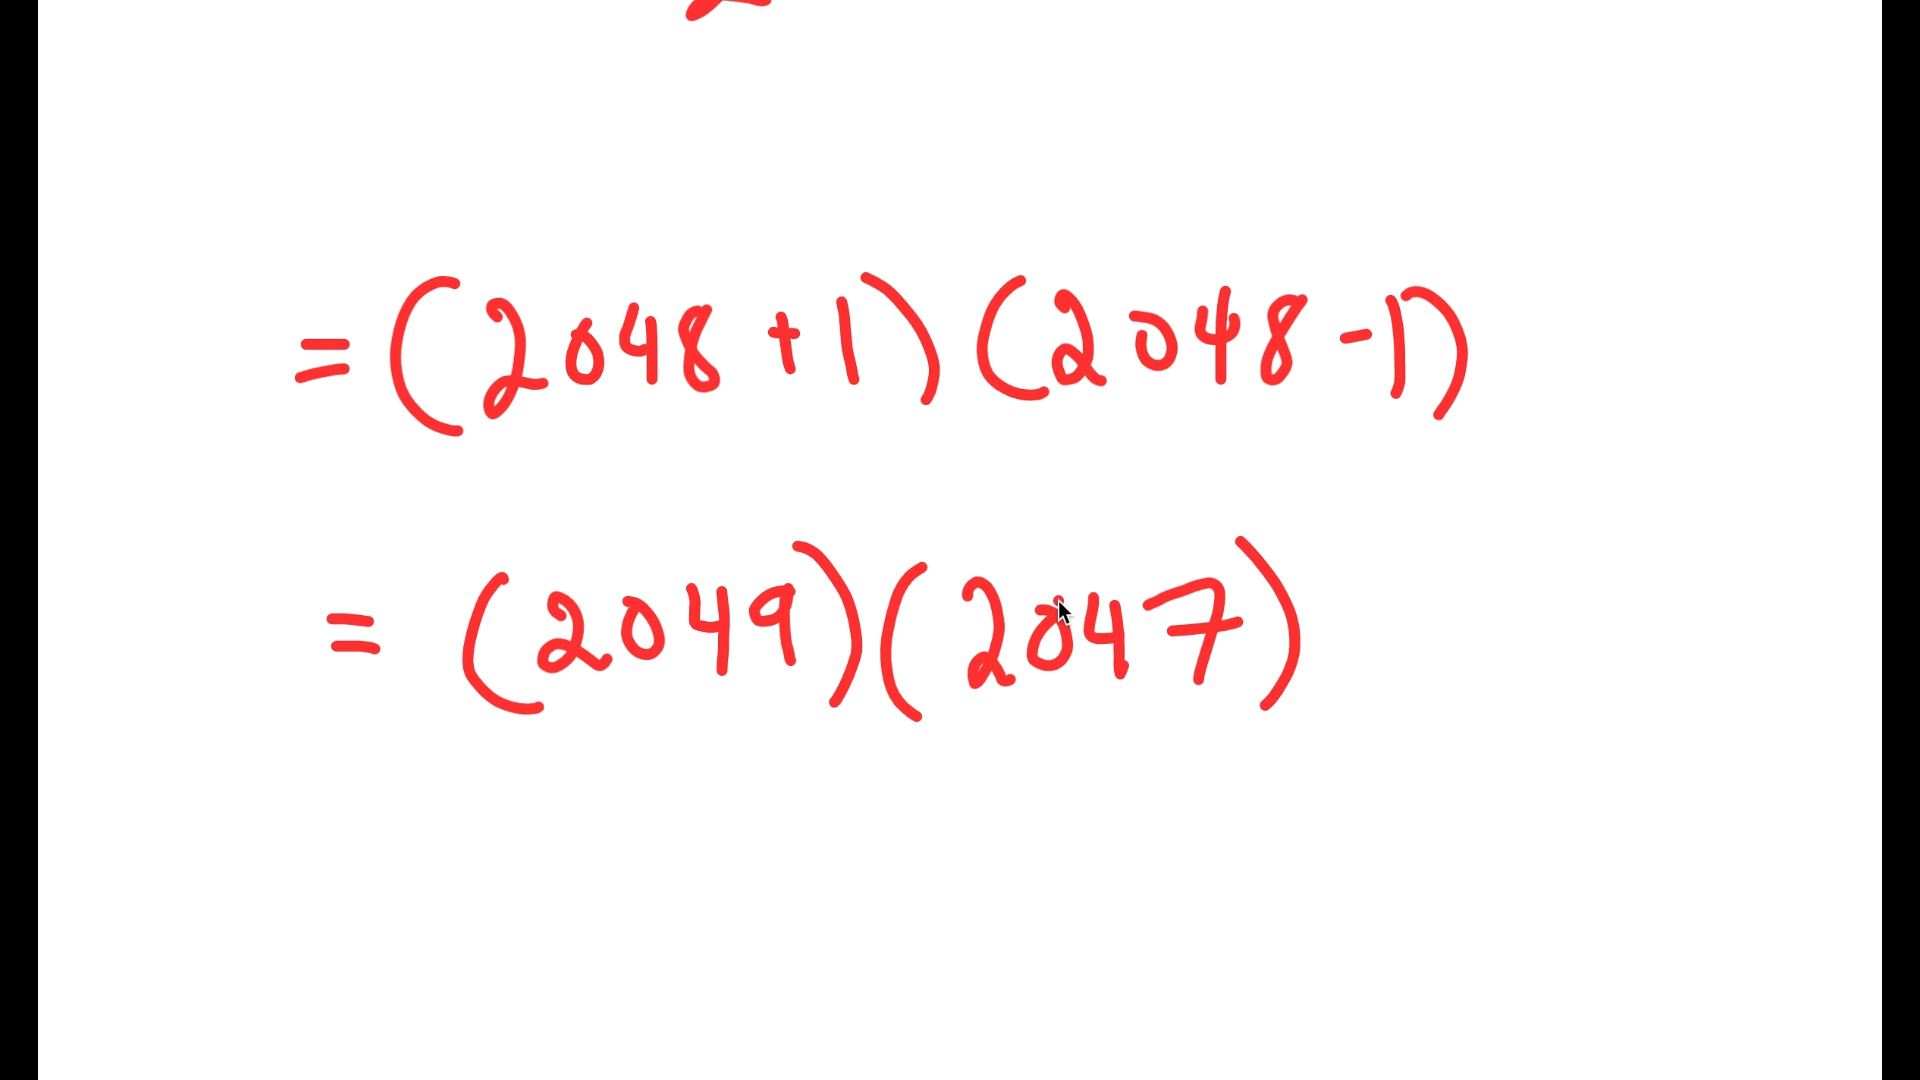 = (2048 + 1) (2048 - 1)
= (2049) (2047)